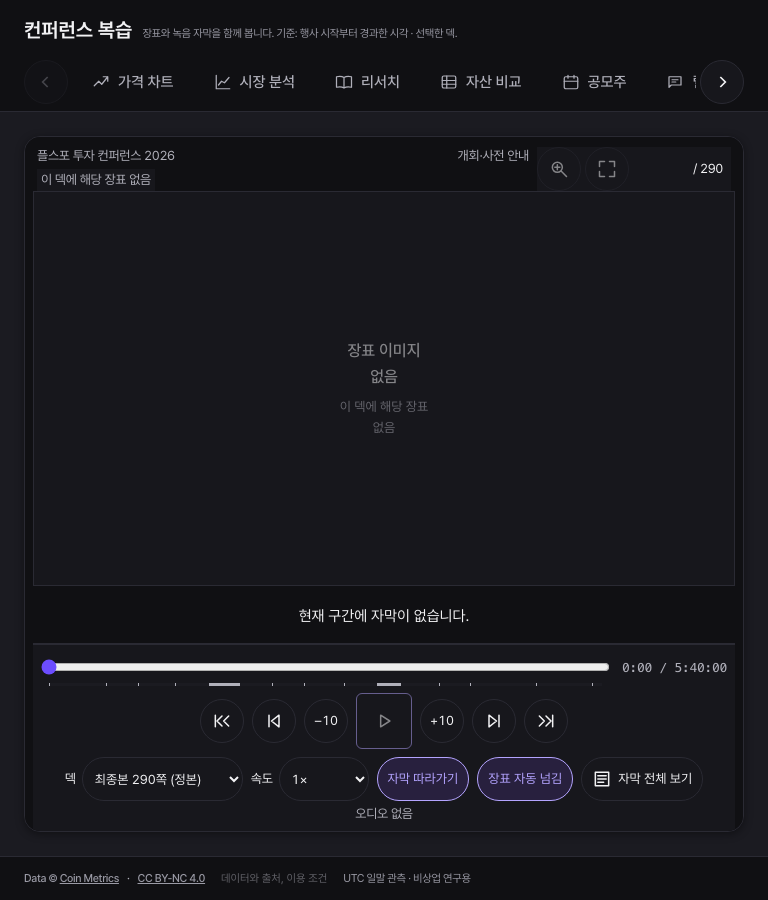 컨퍼런스 복습 장표와 녹음 자막을 함께 봅니다. 기준: 행사 시작부터 경과한 시각 · 선택한 덱.
가격 차트 시장 분석 리서치 자산 비교 공모주
플스포 투자 컨퍼런스 2026 개회·사전 안내 / 290
이 덱에 해당 장표 없음
장표 이미지
없음
이 덱에 해당 장표
없음
현재 구간에 자막이 없습니다.
0:00 / 5:40:00
−10 +10
덱 최종본 290쪽 (정본) 속도 1× 자막 따라가기 장표 자동 넘김 자막 전체 보기
오디오 없음
Data © Coin Metrics · CC BY-NC 4.0 데이터와 출처, 이용 조건 UTC 일말 관측 · 비상업 연구용